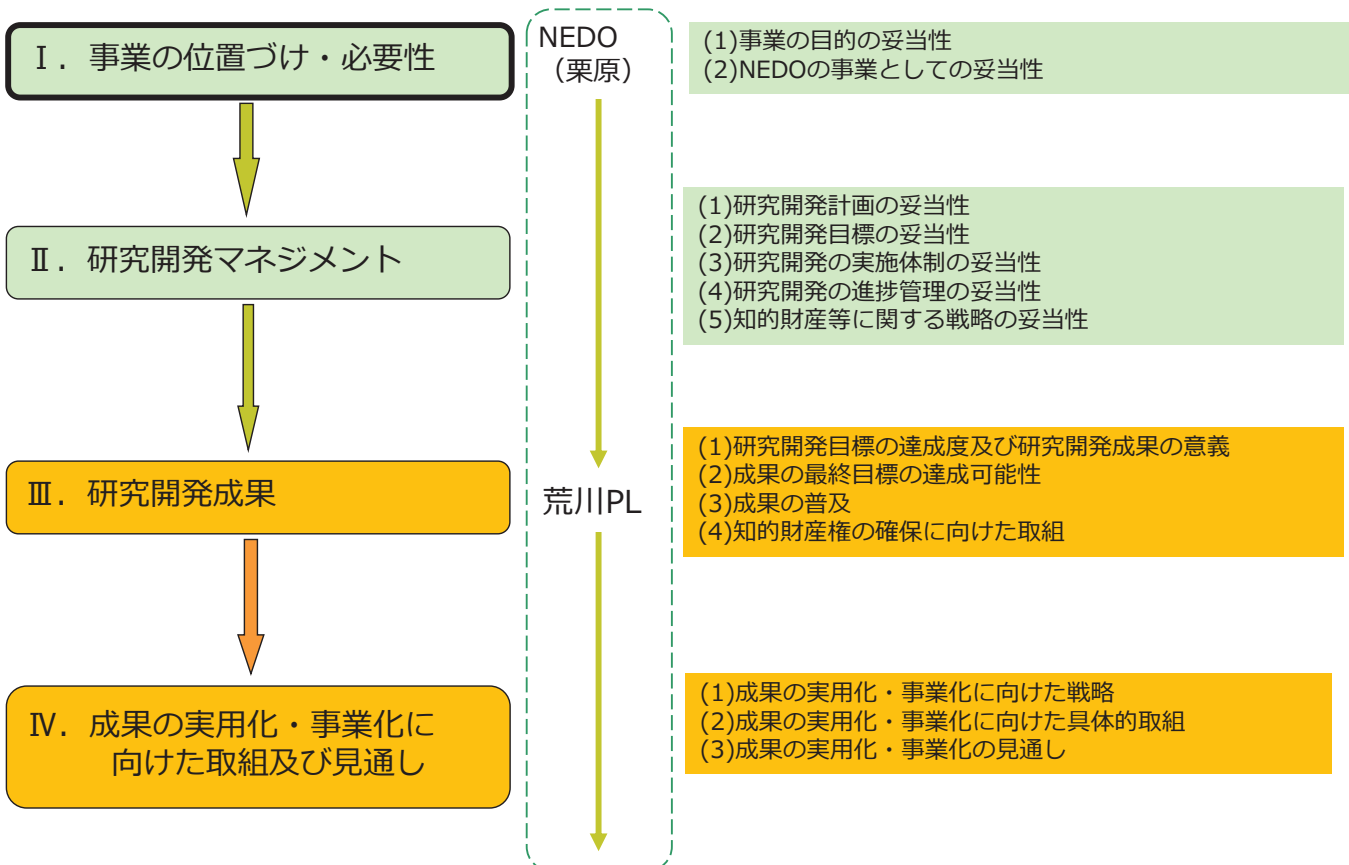 Ⅰ．事業の位置づけ・必要性
NEDO
（栗原）
(1)事業の目的の妥当性
(2)NEDOの事業としての妥当性
Ⅱ．研究開発マネジメント
(1)研究開発計画の妥当性
(2)研究開発目標の妥当性
(3)研究開発の実施体制の妥当性
(4)研究開発の進捗管理の妥当性
(5)知的財産等に関する戦略の妥当性
Ⅲ．研究開発成果
荒川PL
(1)研究開発目標の達成度及び研究開発成果の意義
(2)成果の最終目標の達成可能性
(3)成果の普及
(4)知的財産権の確保に向けた取組
Ⅳ．成果の実用化・事業化に
向けた取組及び見通し
(1)成果の実用化・事業化に向けた戦略
(2)成果の実用化・事業化に向けた具体的取組
(3)成果の実用化・事業化の見通し